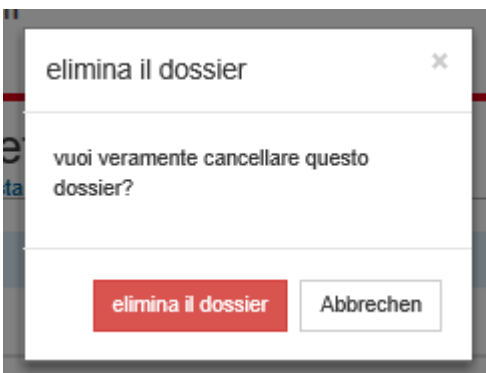 elimina il dossier ×
vuoi veramente cancellare questo
dossier?
elimina il dossier Abbrechen